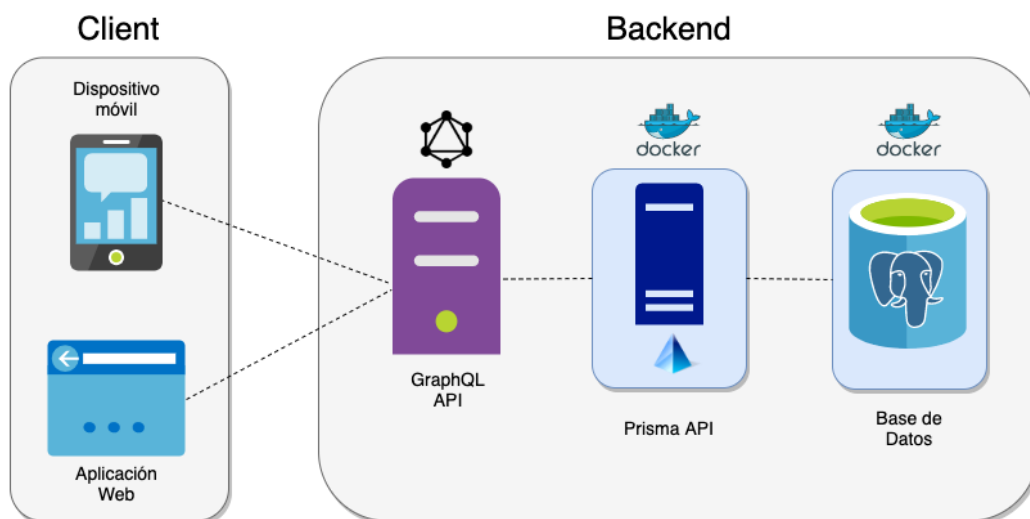 Client
Backend
Dispositivo
móvil
docker
docker
GraphQL
API
Prisma API
Base de
Datos
Aplicación
Web